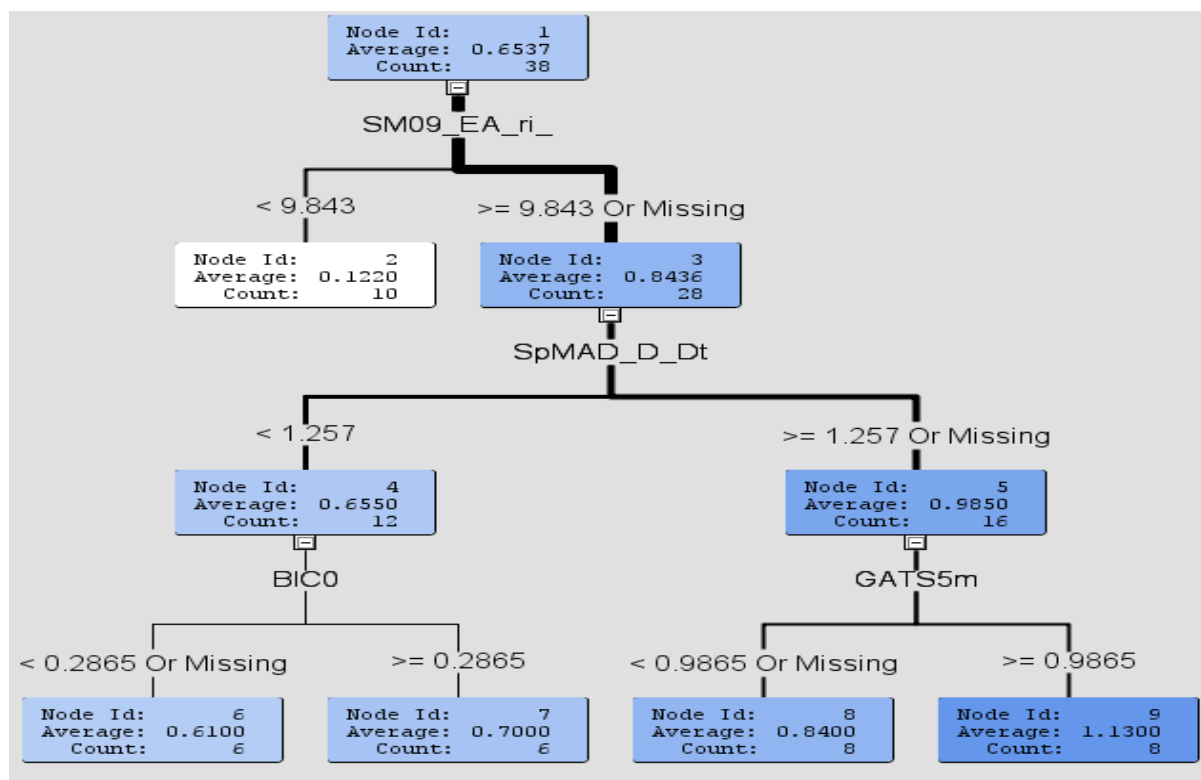 Node Id: 1
Average: 0.6537
Count: 38
SM09_EA_ri_
< 9.843
>= 9.843 Or Missing
Node Id: 2
Average: 0.1220
Count: 10
Node Id: 3
Average: 0.8436
Count: 28
SpMAD_D_Dt
< 1.257
>= 1.257 Or Missing
Node Id: 4
Average: 0.6550
Count: 12
Node Id: 5
Average: 0.9850
Count: 16
BIC0
GATS5m
< 0.2865 Or Missing
>= 0.2865
< 0.9865 Or Missing
>= 0.9865
Node Id: 6
Average: 0.6100
Count: 6
Node Id: 7
Average: 0.7000
Count: 6
Node Id: 8
Average: 0.8400
Count: 8
Node Id: 9
Average: 1.1300
Count: 8